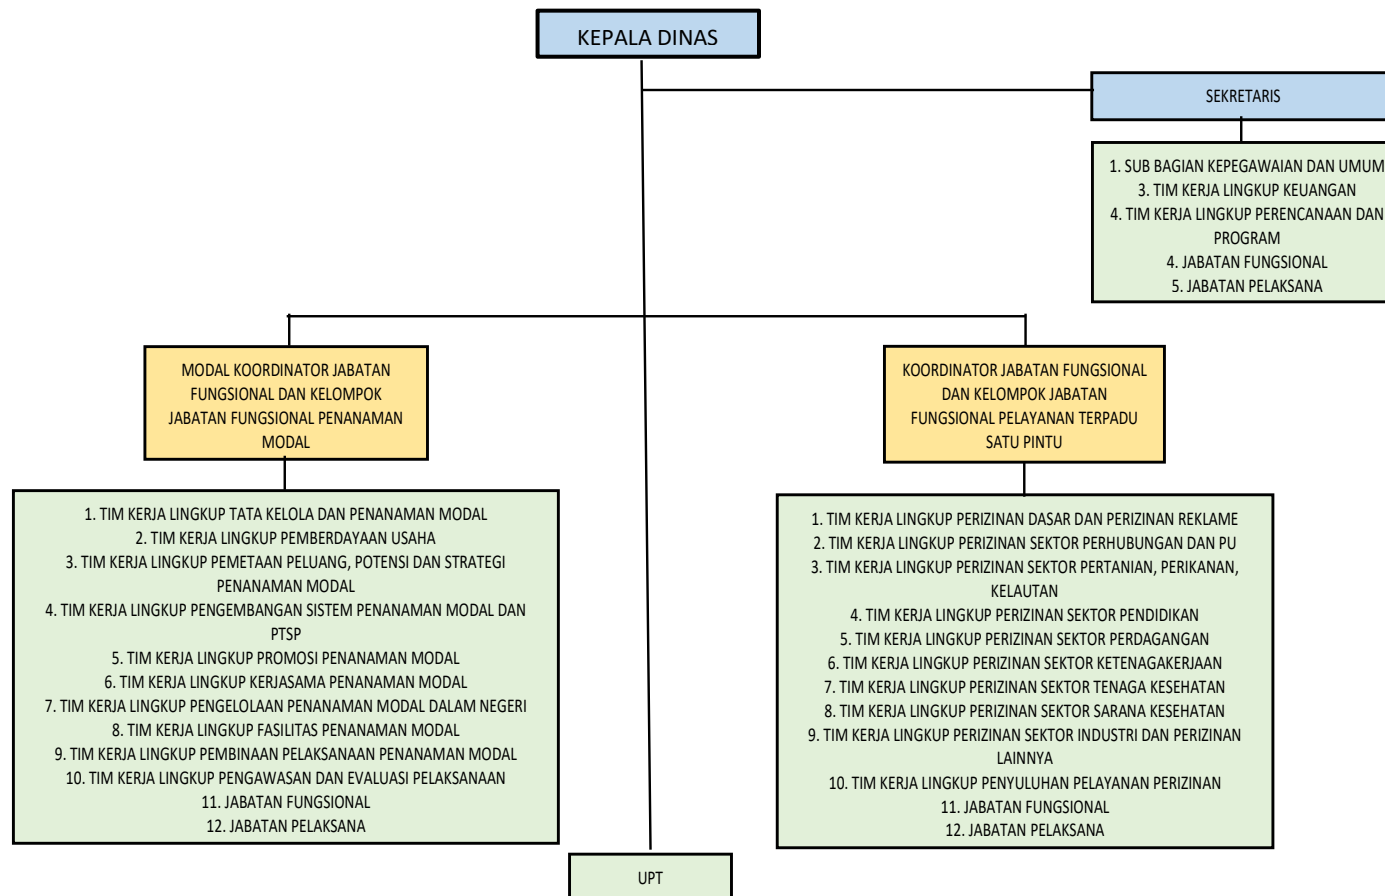 KEPALA DINAS
SEKRETARIS
1. SUB BAGIAN KEPEGAWAIAN DAN UMUM
3. TIM KERJA LINGKUP KEUANGAN
4. TIM KERJA LINGKUP PERENCANAAN DAN
PROGRAM
4. JABATAN FUNGSIONAL
5. JABATAN PELAKSANA
MODAL KOORDINATOR JABATAN
FUNGSIONAL DAN KELOMPOK
JABATAN FUNGSIONAL PENANAMAN
MODAL
KOORDINATOR JABATAN FUNGSIONAL
DAN KELOMPOK JABATAN
FUNGSIONAL PELAYANAN TERPADU
SATU PINTU
1. TIM KERJA LINGKUP TATA KELOLA DAN PENANAMAN MODAL
2. TIM KERJA LINGKUP PEMBERDAYAAN USAHA
3. TIM KERJA LINGKUP PEMETAAN PELUANG, POTENSI DAN STRATEGI
PENANAMAN MODAL
4. TIM KERJA LINGKUP PENGEMBANGAN SISTEM PENANAMAN MODAL DAN
PTSP
5. TIM KERJA LINGKUP PROMOSI PENANAMAN MODAL
6. TIM KERJA LINGKUP KERJASAMA PENANAMAN MODAL
7. TIM KERJA LINGKUP PENGELOLAAN PENANAMAN MODAL DALAM NEGERI
8. TIM KERJA LINGKUP FASILITAS PENANAMAN MODAL
9. TIM KERJA LINGKUP PEMBINAAN PELAKSANAAN PENANAMAN MODAL
10. TIM KERJA LINGKUP PENGAWASAN DAN EVALUASI PELAKSANAAN
11. JABATAN FUNGSIONAL
12. JABATAN PELAKSANA
1. TIM KERJA LINGKUP PERIZINAN DASAR DAN PERIZINAN REKLAME
2. TIM KERJA LINGKUP PERIZINAN SEKTOR PERHUBUNGAN DAN PU
3. TIM KERJA LINGKUP PERIZINAN SEKTOR PERTANIAN, PERIKANAN,
KELAUTAN
4. TIM KERJA LINGKUP PERIZINAN SEKTOR PENDIDIKAN
5. TIM KERJA LINGKUP PERIZINAN SEKTOR PERDAGANGAN
6. TIM KERJA LINGKUP PERIZINAN SEKTOR KETENAGAKERJAAN
7. TIM KERJA LINGKUP PERIZINAN SEKTOR TENAGA KESEHATAN
8. TIM KERJA LINGKUP PERIZINAN SEKTOR SARANA KESEHATAN
9. TIM KERJA LINGKUP PERIZINAN SEKTOR INDUSTRI DAN PERIZINAN
LAINNYA
10. TIM KERJA LINGKUP PENYULUHAN PELAYANAN PERIZINAN
11. JABATAN FUNGSIONAL
12. JABATAN PELAKSANA
UPT